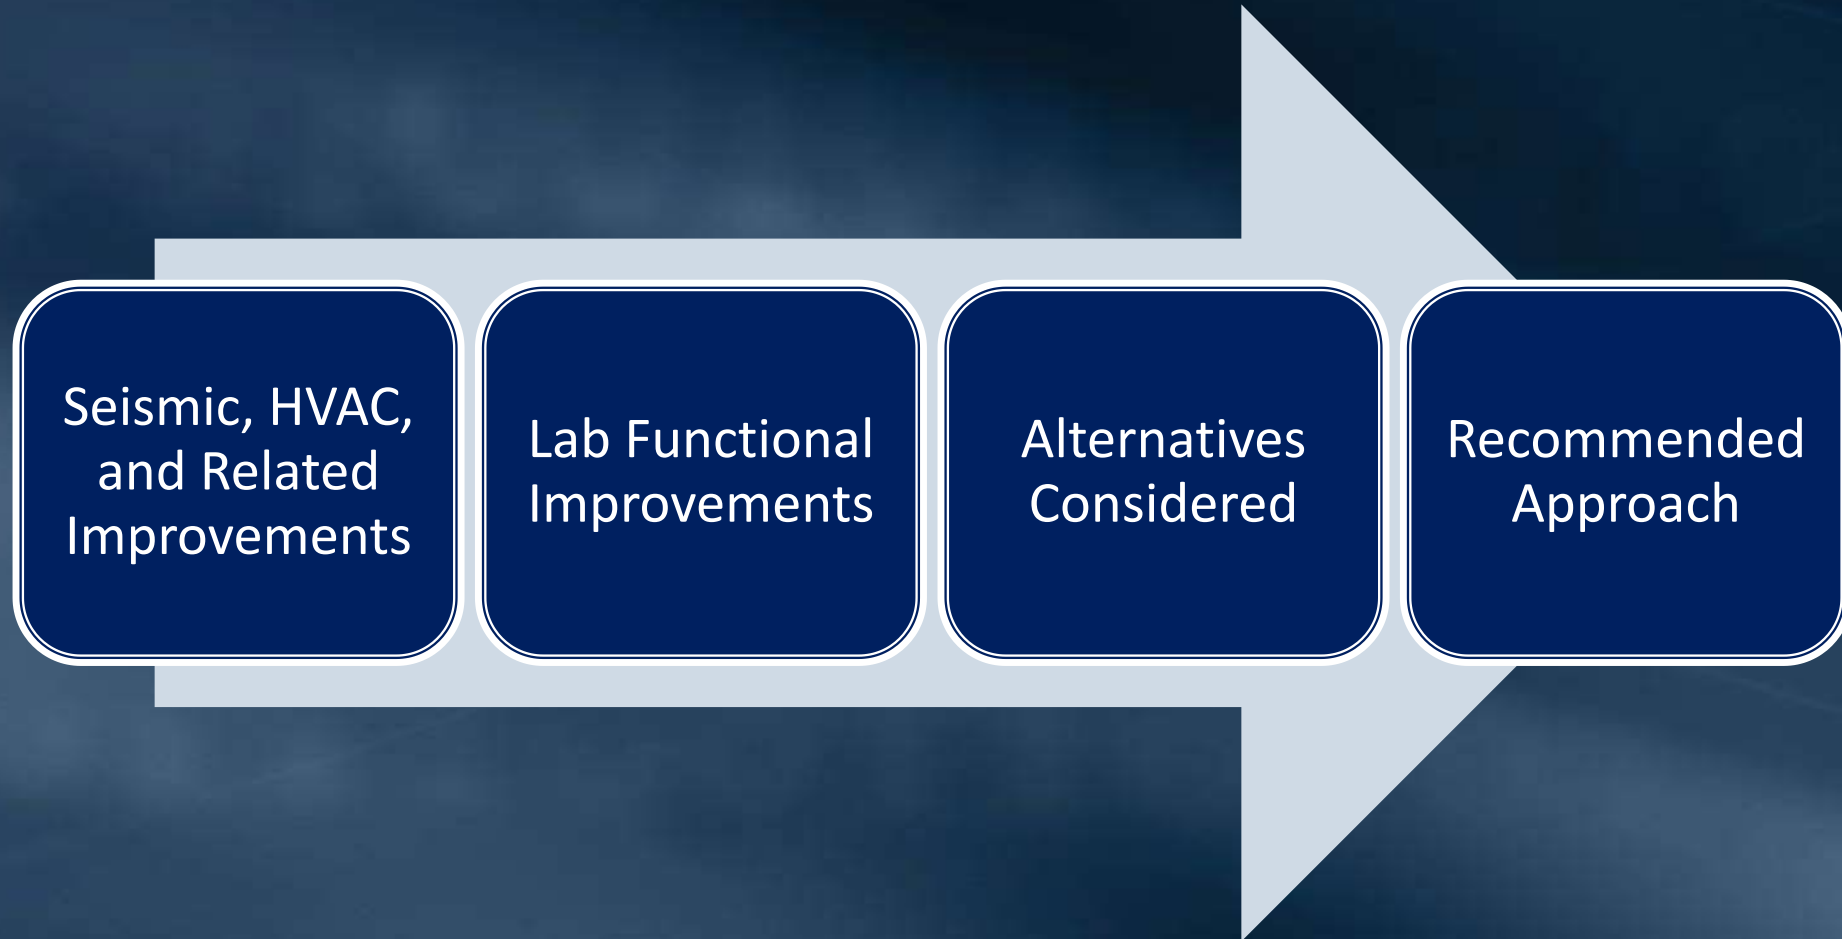 Seismic, HVAC,
and Related
Improvements
Lab Functional
Improvements
Alternatives
Considered
Recommended
Approach